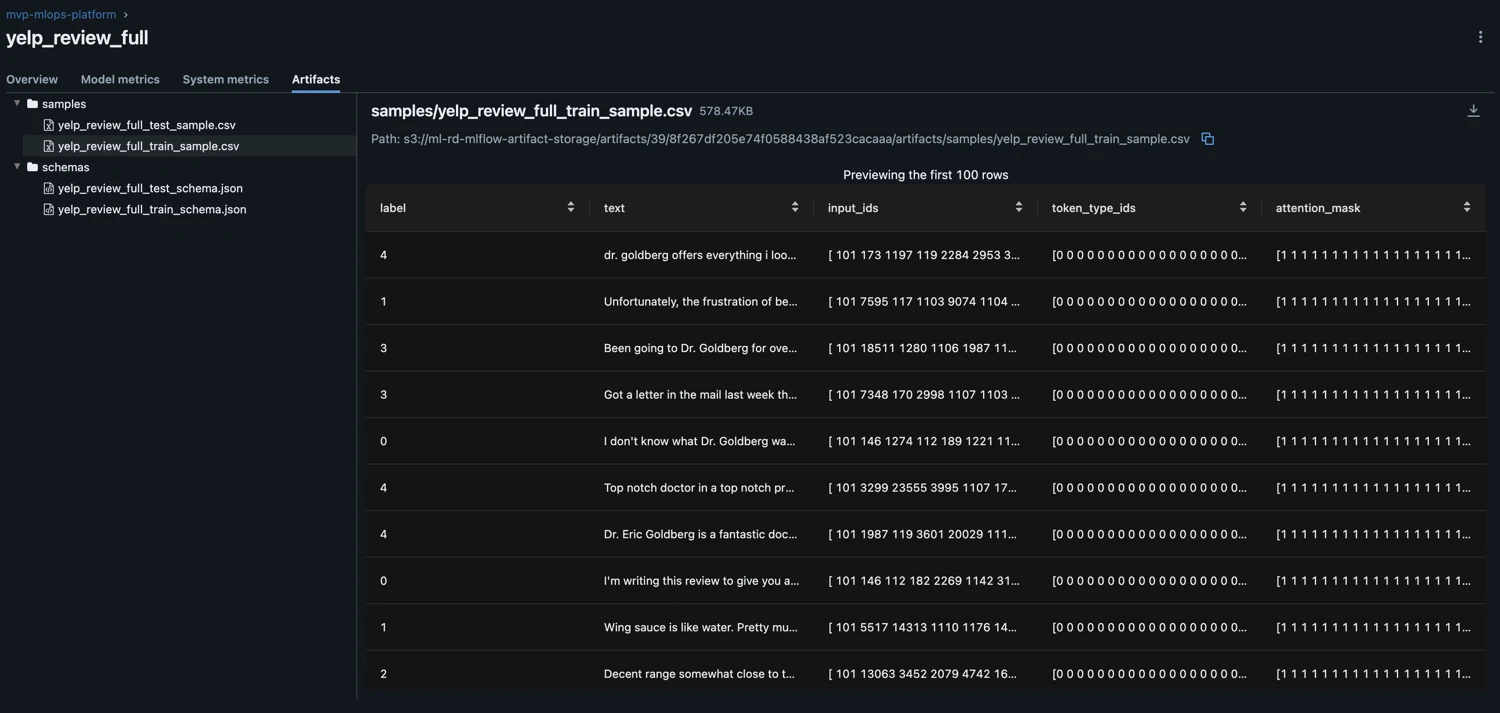 mvp-mlops-platform ›
yelp_review_full
Overview Model metrics System metrics Artifacts
samples
yelp_review_full_test_sample.csv
yelp_review_full_train_sample.csv
schemas
yelp_review_full_test_schema.json
yelp_review_full_train_schema.json
samples/yelp_review_full_train_sample.csv 578.47KB
Path: s3://ml-rd-mlflow-artifact-storage/artifacts/39/8f267df205e74f0588438af523cacaaa/artifacts/samples/yelp_review_full_train_sample.csv
Previewing the first 100 rows
label text input_ids token_type_ids attention_mask
4 dr. goldberg offers everything i loo... [ 101 173 1197 119 2284 2953 3... [0 0 0 0 0 0 0 0 0 0 0 0 0 0 0 0 0 0... [1 1 1 1 1 1 1 1 1 1 1 1 1 1 1 1 1 1...
1 Unfortunately, the frustration of be... [ 101 7595 117 1103 9074 1104 ... [0 0 0 0 0 0 0 0 0 0 0 0 0 0 0 0 0 0... [1 1 1 1 1 1 1 1 1 1 1 1 1 1 1 1 1 1...
3 Been going to Dr. Goldberg for ove... [ 101 18511 1280 1106 1987 11... [0 0 0 0 0 0 0 0 0 0 0 0 0 0 0 0 0 0... [1 1 1 1 1 1 1 1 1 1 1 1 1 1 1 1 1 1...
3 Got a letter in the mail last week th... [ 101 7348 170 2998 1107 1103 ... [0 0 0 0 0 0 0 0 0 0 0 0 0 0 0 0 0 0... [1 1 1 1 1 1 1 1 1 1 1 1 1 1 1 1 1 1...
0 I don't know what Dr. Goldberg wa... [ 101 146 1274 112 189 1221 11... [0 0 0 0 0 0 0 0 0 0 0 0 0 0 0 0 0 0... [1 1 1 1 1 1 1 1 1 1 1 1 1 1 1 1 1 1...
4 Top notch doctor in a top notch pr... [ 101 3299 23555 3995 1107 17... [0 0 0 0 0 0 0 0 0 0 0 0 0 0 0 0 0 0... [1 1 1 1 1 1 1 1 1 1 1 1 1 1 1 1 1 1...
4 Dr. Eric Goldberg is a fantastic doc... [ 101 1987 119 3601 20029 111... [0 0 0 0 0 0 0 0 0 0 0 0 0 0 0 0 0 0... [1 1 1 1 1 1 1 1 1 1 1 1 1 1 1 1 1 1...
0 I'm writing this review to give you a... [ 101 146 112 182 2269 1142 31... [0 0 0 0 0 0 0 0 0 0 0 0 0 0 0 0 0 0... [1 1 1 1 1 1 1 1 1 1 1 1 1 1 1 1 1 1...
1 Wing sauce is like water. Pretty mu... [ 101 5517 14313 1110 1176 14... [0 0 0 0 0 0 0 0 0 0 0 0 0 0 0 0 0 0... [1 1 1 1 1 1 1 1 1 1 1 1 1 1 1 1 1 1...
2 Decent range somewhat close to t... [ 101 13063 3452 2079 4742 16... [0 0 0 0 0 0 0 0 0 0 0 0 0 0 0 0 0 0... [1 1 1 1 1 1 1 1 1 1 1 1 1 1 1 1 1 1...